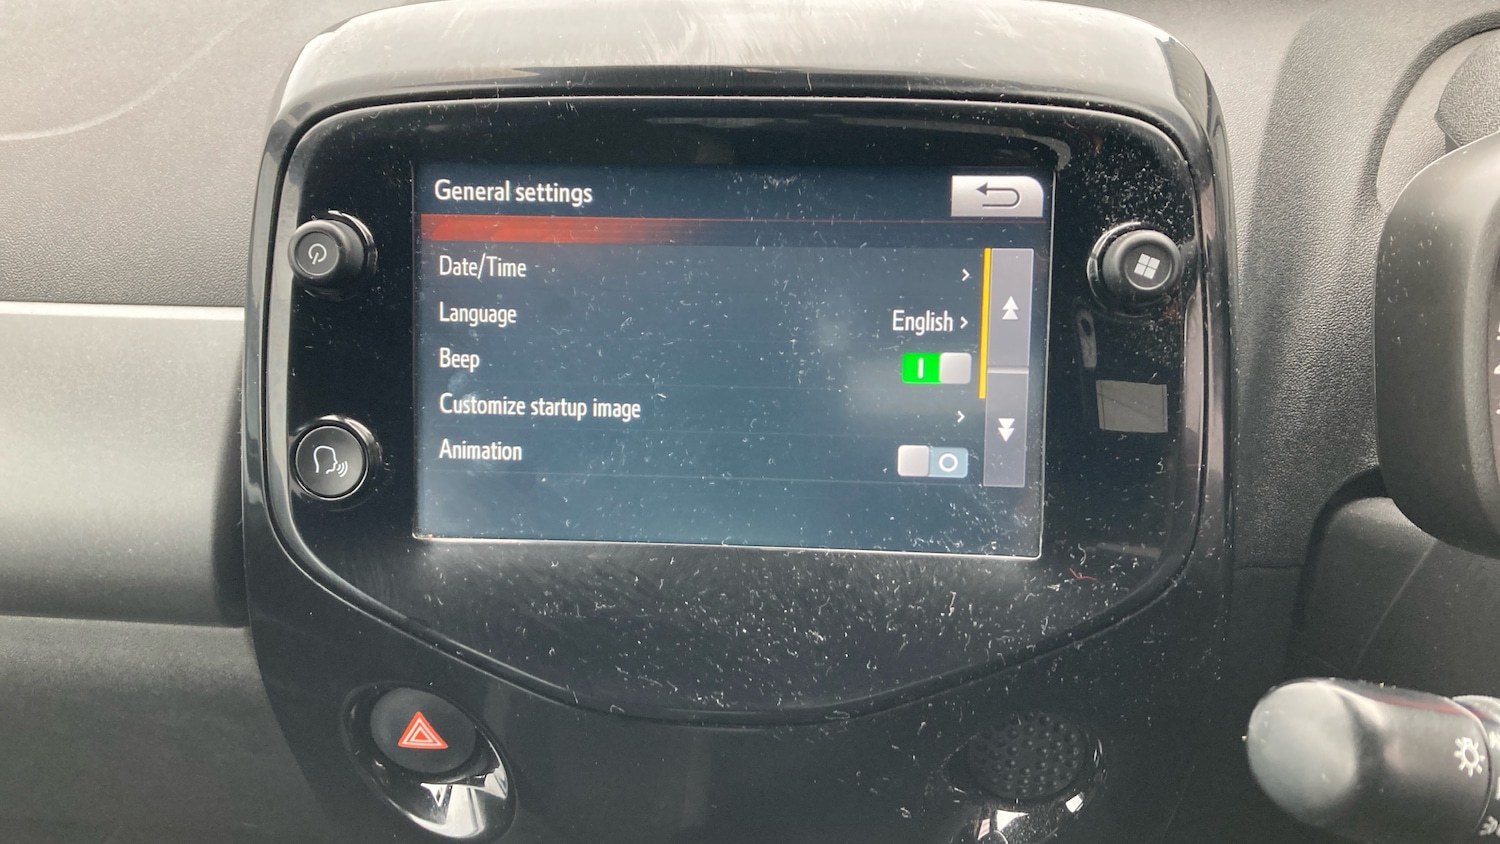 General settings
Date/Time
Language English
Beep
Customize startup image
Animation